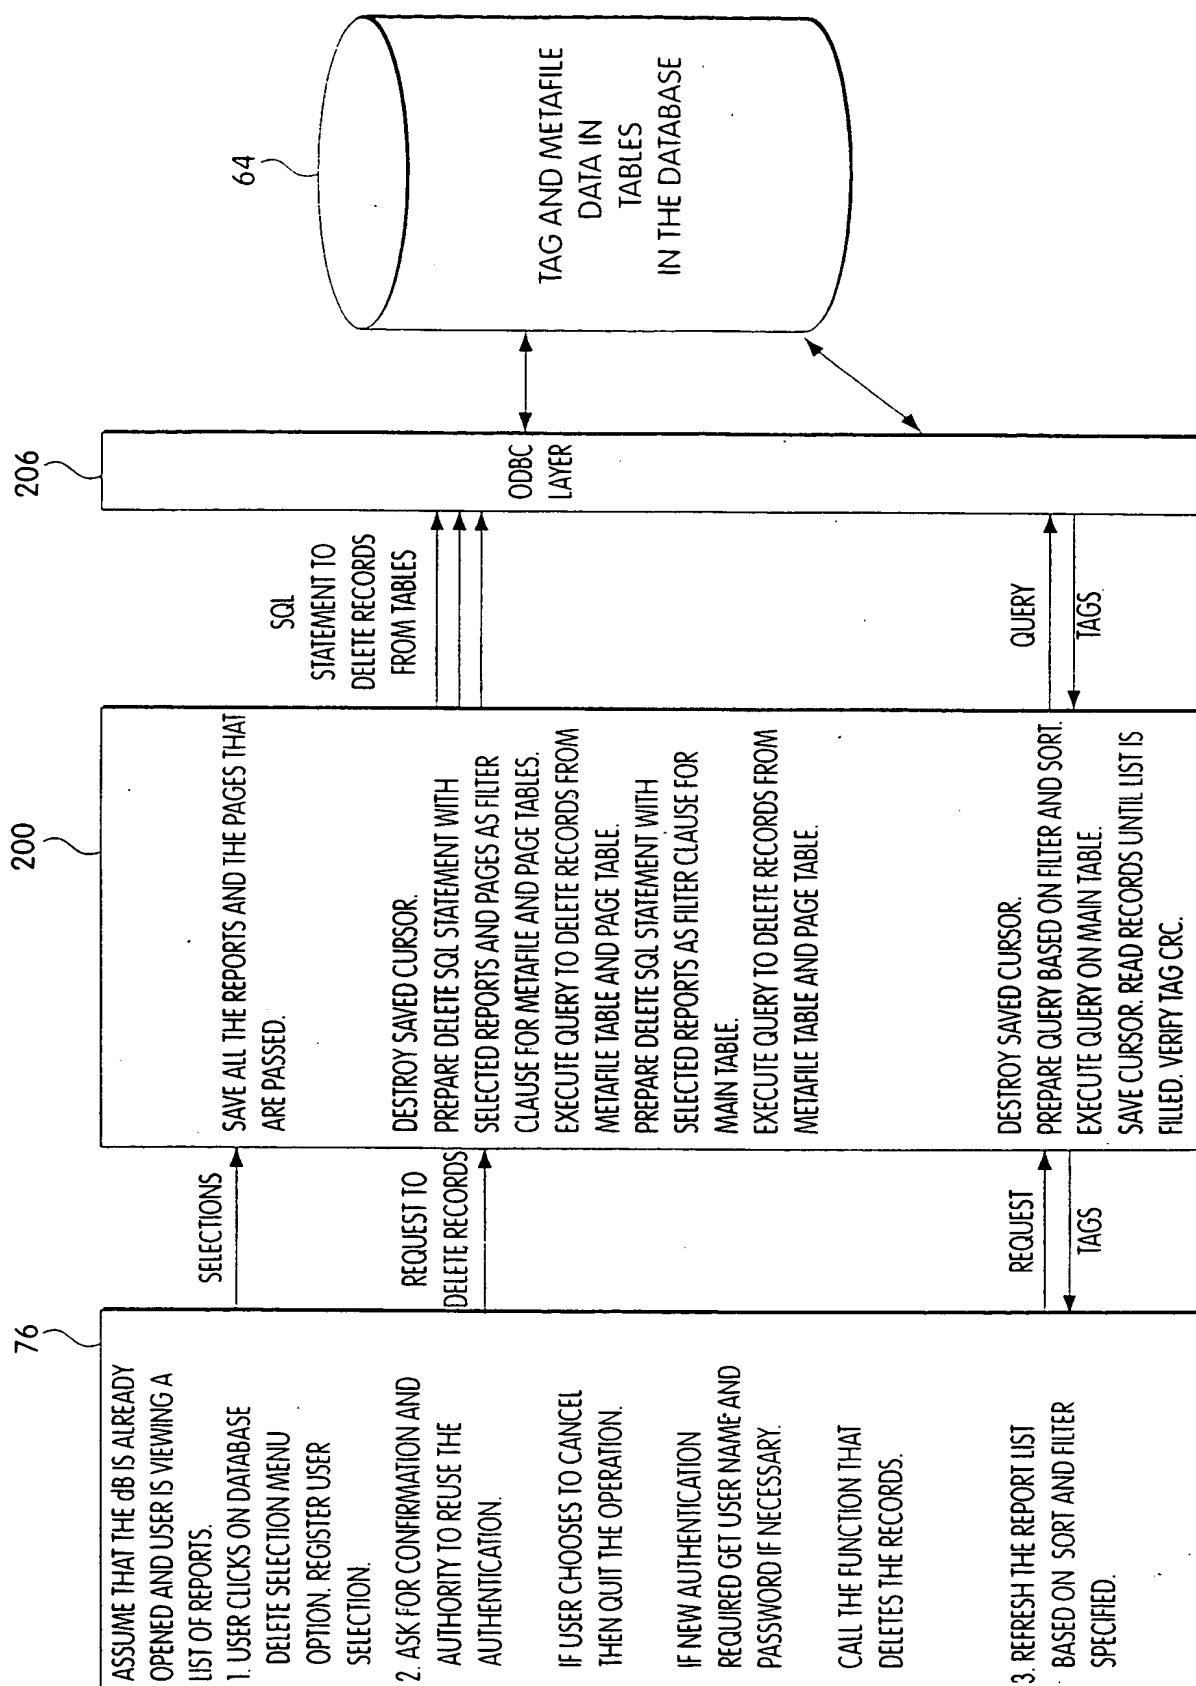 76
ASSUME THAT THE dB IS ALREADY
OPENED AND USER IS VIEWING A
LIST OF REPORTS.
1. USER CLICKS ON DATABASE
DELETE SELECTION MENU
OPTION. REGISTER USER
SELECTION.
2. ASK FOR CONFIRMATION AND
AUTHORITY TO REUSE THE
AUTHENTICATION.
IF USER CHOOSES TO CANCEL
THEN QUIT THE OPERATION.
IF NEW AUTHENTICATION
REQUIRED GET USER NAME AND
PASSWORD IF NECESSARY.
CALL THE FUNCTION THAT
DELETES THE RECORDS.
3. REFRESH THE REPORT LIST
BASED ON SORT AND FILTER
SPECIFIED.
SELECTIONS
REQUEST TO
DELETE RECORDS
REQUEST
TAGS
200
SAVE ALL THE REPORTS AND THE PAGES THAT
ARE PASSED.
DESTROY SAVED CURSOR.
PREPARE DELETE SQL STATEMENT WITH
SELECTED REPORTS AND PAGES AS FILTER
CLAUSE FOR METAFILE AND PAGE TABLES.
EXECUTE QUERY TO DELETE RECORDS FROM
METAFILE TABLE AND PAGE TABLE.
PREPARE DELETE SQL STATEMENT WITH
SELECTED REPORTS AS FILTER CLAUSE FOR
MAIN TABLE.
EXECUTE QUERY TO DELETE RECORDS FROM
METAFILE TABLE AND PAGE TABLE.
DESTROY SAVED CURSOR.
PREPARE QUERY BASED ON FILTER AND SORT.
EXECUTE QUERY ON MAIN TABLE.
SAVE CURSOR. READ RECORDS UNTIL LIST IS
FILLED. VERIFY TAG CRC.
SQL
STATEMENT TO
DELETE RECORDS
FROM TABLES
QUERY
TAGS
206
ODBC
LAYER
64
TAG AND METAFILE
DATA IN
TABLES
IN THE DATABASE